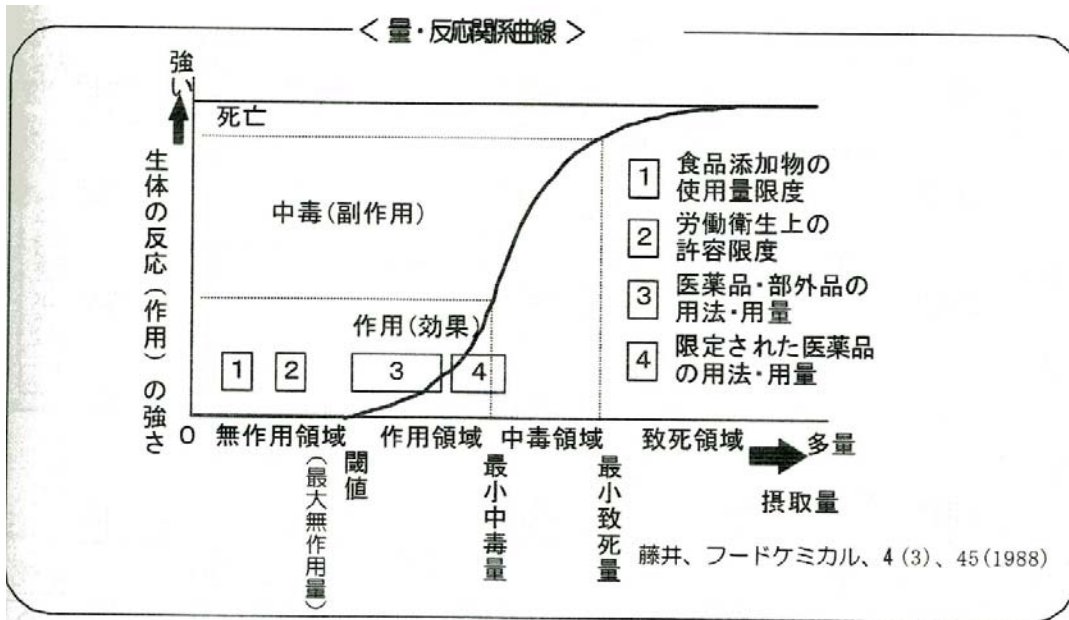 ＜ 量・反応関係曲線 ＞
強い
生体の反応（作用）の強さ
死亡
中毒(副作用)
作用(効果)
1
2
3
4
1 食品添加物の
使用量限度
2 労働衛生上の
許容限度
3 医薬品・部外品の
用法・用量
4 限定された医薬品
の用法・用量
0 無作用領域 作用領域 中毒領域 致死領域 多量
(最大無作用量)
閾値
最小中毒量
最小致死量
摂取量
藤井、フードケミカル、4(3)、45(1988)